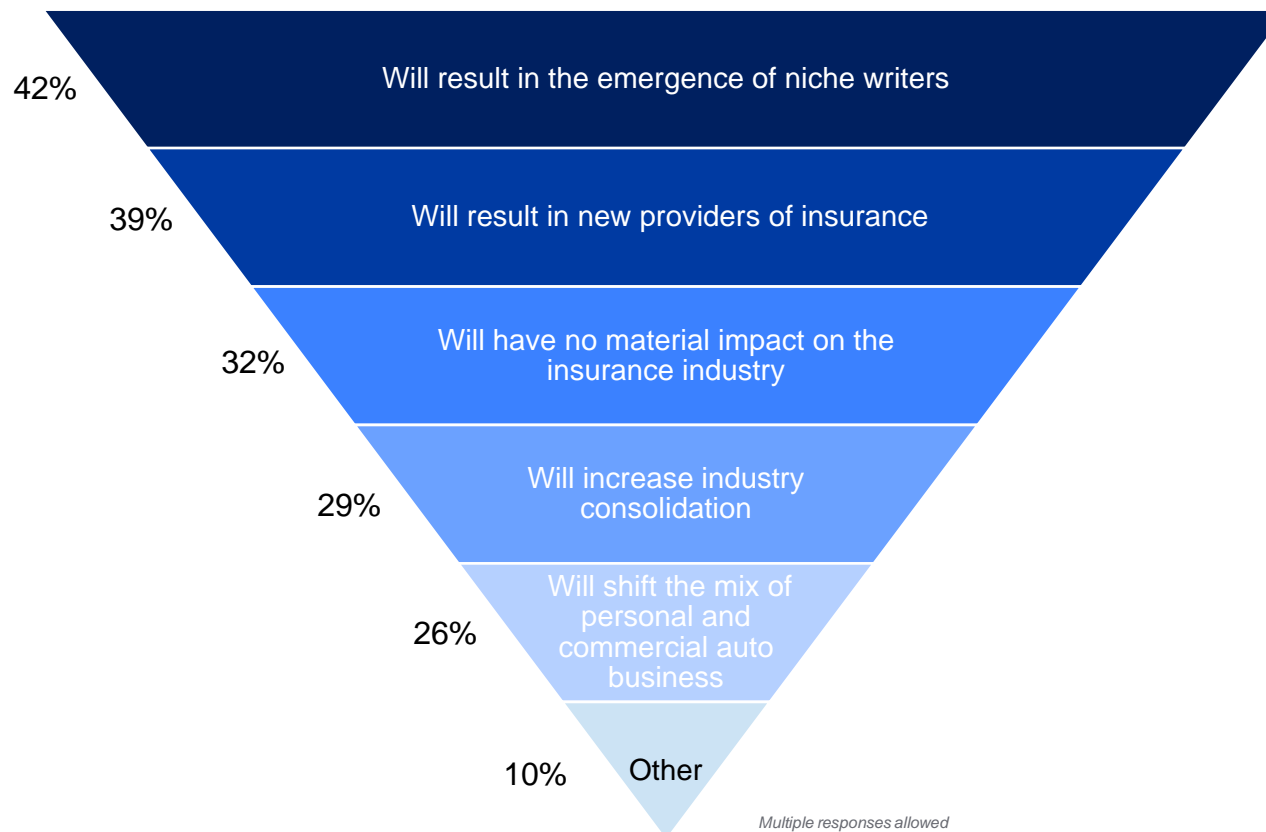 42%
Will result in the emergence of niche writers
39%
Will result in new providers of insurance
32%
Will have no material impact on the
insurance industry
29%
Will increase industry
consolidation
26%
Will shift the mix of
personal and
commercial auto
business
10%
Other
Multiple responses allowed